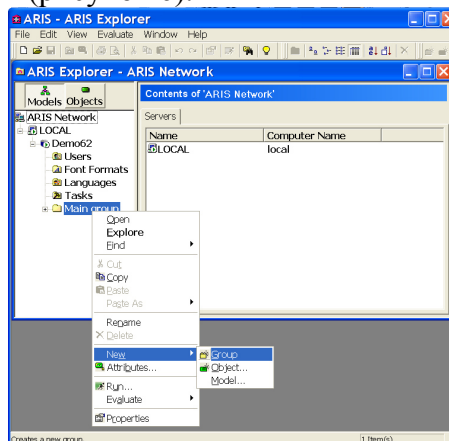 ARIS - ARIS Explorer
File Edit View Evaluate Window Help
ARIS Explorer - ARIS Network
Models Objects
Contents of 'ARIS Network'
ARIS Network
Servers
LOCAL
Name Computer Name
Demo62
LOCAL local
Users
Font Formats
Languages
Tasks
Main group
Open
Explore
Find
Cut
Copy
Paste
Paste As
Rename
Delete
New
Group
Attributes...
Object...
Model...
Run...
Evaluate
Properties
Creates a new group
1 Item(s)